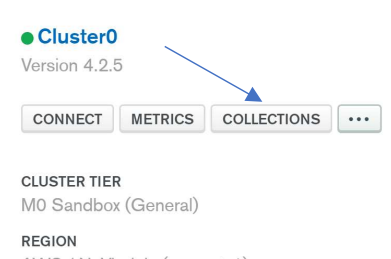 Cluster0
Version 4.2.5
CONNECT METRICS COLLECTIONS •••
CLUSTER TIER
M0 Sandbox (General)
REGION